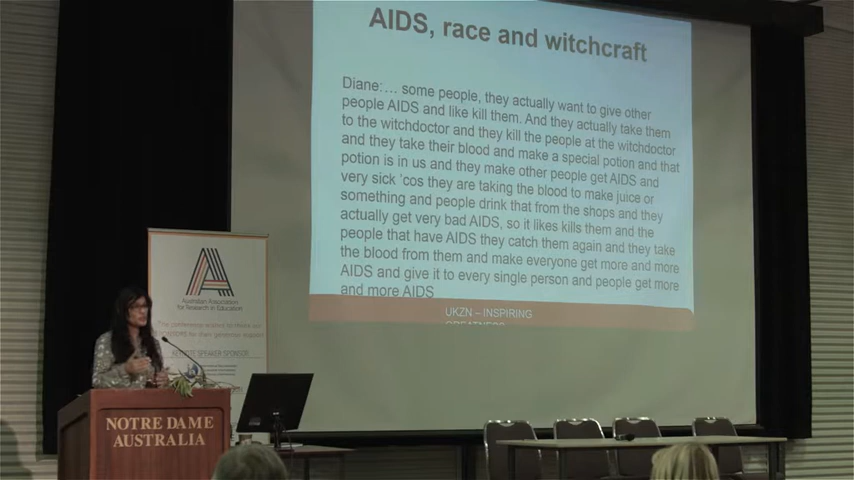 AIDS, race and witchcraft
Diane:… some people, they actually want to give other
people AIDS and like kill them. And they actually take them
to the witchdoctor and they kill the people at the witchdoctor
and they take their blood and make a special potion and that
potion is in us and they make other people get AIDS and
very sick ‘cos they are taking the blood to make juice or
something and people drink that from the shops and they
actually get very bad AIDS, so it likes kills them and the
people that have AIDS they catch them again and they take
the blood from them and make everyone get more and more
AIDS and give it to every single person and people get more
and more AIDS
UKZN – INSPIRING
GREATNESS
Australian Association
for Research in Education
The conference
KEYNOTE SPEAKER SPONSOR
NOTRE DAME
AUSTRALIA